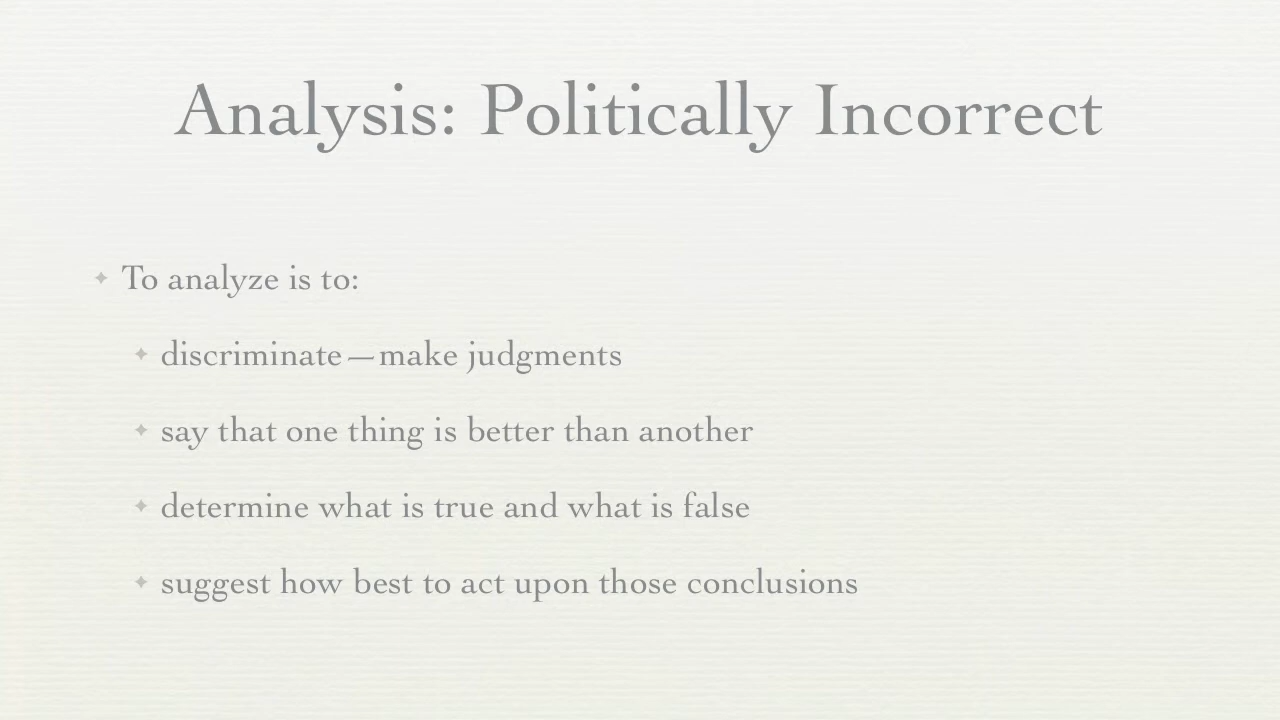 Analysis: Politically Incorrect
To analyze is to:
discriminate—make judgments
say that one thing is better than another
determine what is true and what is false
suggest how best to act upon those conclusions